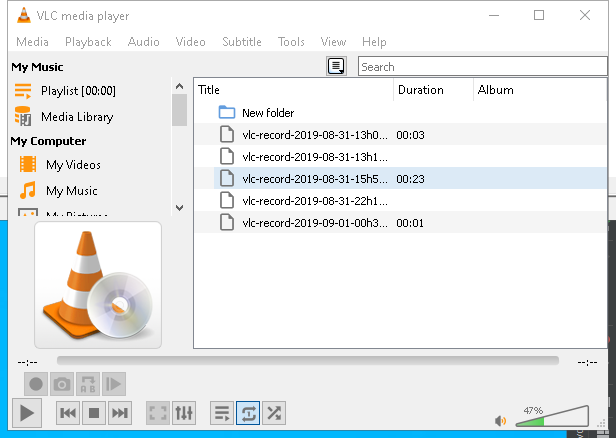 VLC media player
Media Playback Audio Video Subtitle Tools View Help
My Music
Search
Playlist [00:00]
Media Library
My Computer
My Videos
My Music
My Pictures
Title Duration Album
New folder
vlc-record-2019-08-31-13h0... 00:03
vlc-record-2019-08-31-13h1...
vlc-record-2019-08-31-15h5... 00:23
vlc-record-2019-08-31-22h1...
vlc-record-2019-09-01-00h3... 00:01
--:-- --:--
47%